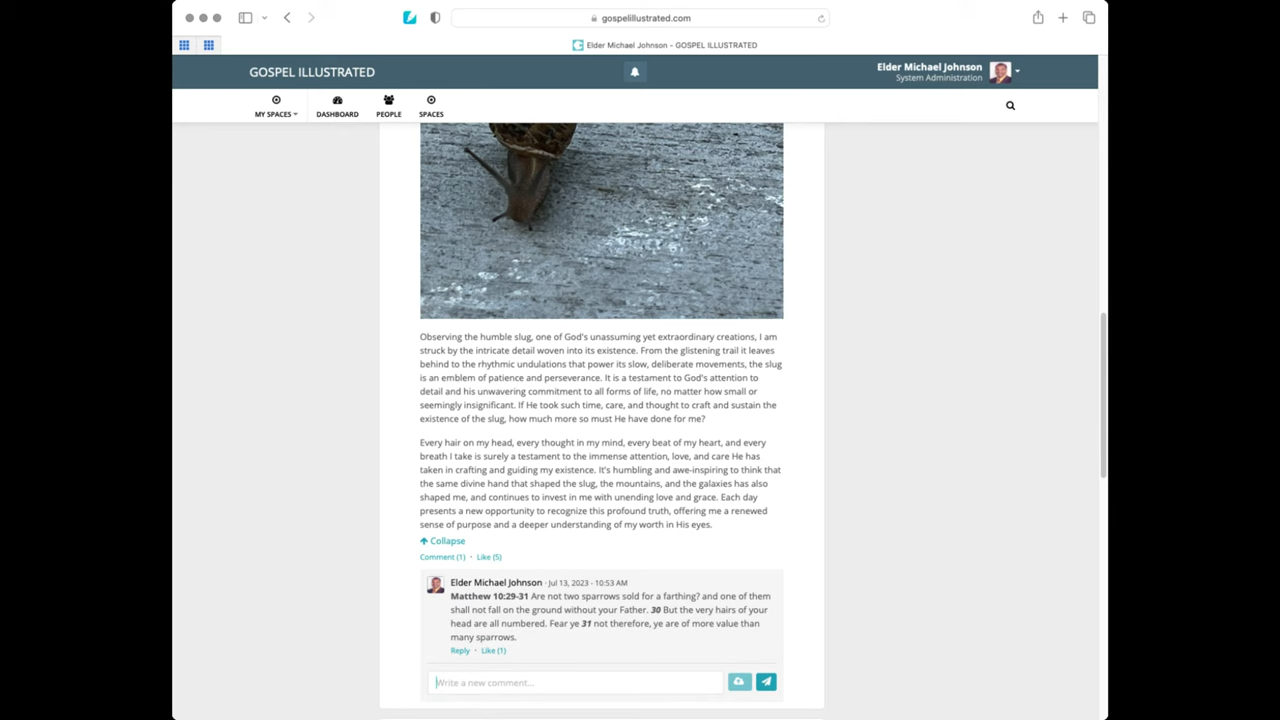 gospelillustrated.com
Elder Michael Johnson - GOSPEL ILLUSTRATED
GOSPEL ILLUSTRATED
Elder Michael Johnson
System Administration
MY SPACES
DASHBOARD
PEOPLE
SPACES
Observing the humble slug, one of God's unassuming yet extraordinary creations, I am
struck by the intricate detail woven into its existence. From the glistening trail it leaves
behind to the rhythmic undulations that power its slow, deliberate movements, the slug
is an emblem of patience and perseverance. It is a testament to God's attention to
detail and his unwavering commitment to all forms of life, no matter how small or
seemingly insignificant. If He took such time, care, and thought to craft and sustain the
existence of the slug, how much more so must He have done for me?
Every hair on my head, every thought in my mind, every beat of my heart, and every
breath I take is surely a testament to the immense attention, love, and care He has
taken in crafting and guiding my existence. It's humbling and awe-inspiring to think that
the same divine hand that shaped the slug, the mountains, and the galaxies has also
shaped me, and continues to invest in me with unending love and grace. Each day
presents a new opportunity to recognize this profound truth, offering me a renewed
sense of purpose and a deeper understanding of my worth in His eyes.
Collapse
Comment (1) · Like (5)
Elder Michael Johnson · Jul 13, 2023 - 10:53 AM
Matthew 10:29-31 Are not two sparrows sold for a farthing? and one of them
shall not fall on the ground without your Father. 30 But the very hairs of your
head are all numbered. Fear ye 31 not therefore, ye are of more value than
many sparrows.
Reply · Like (1)
Write a new comment...